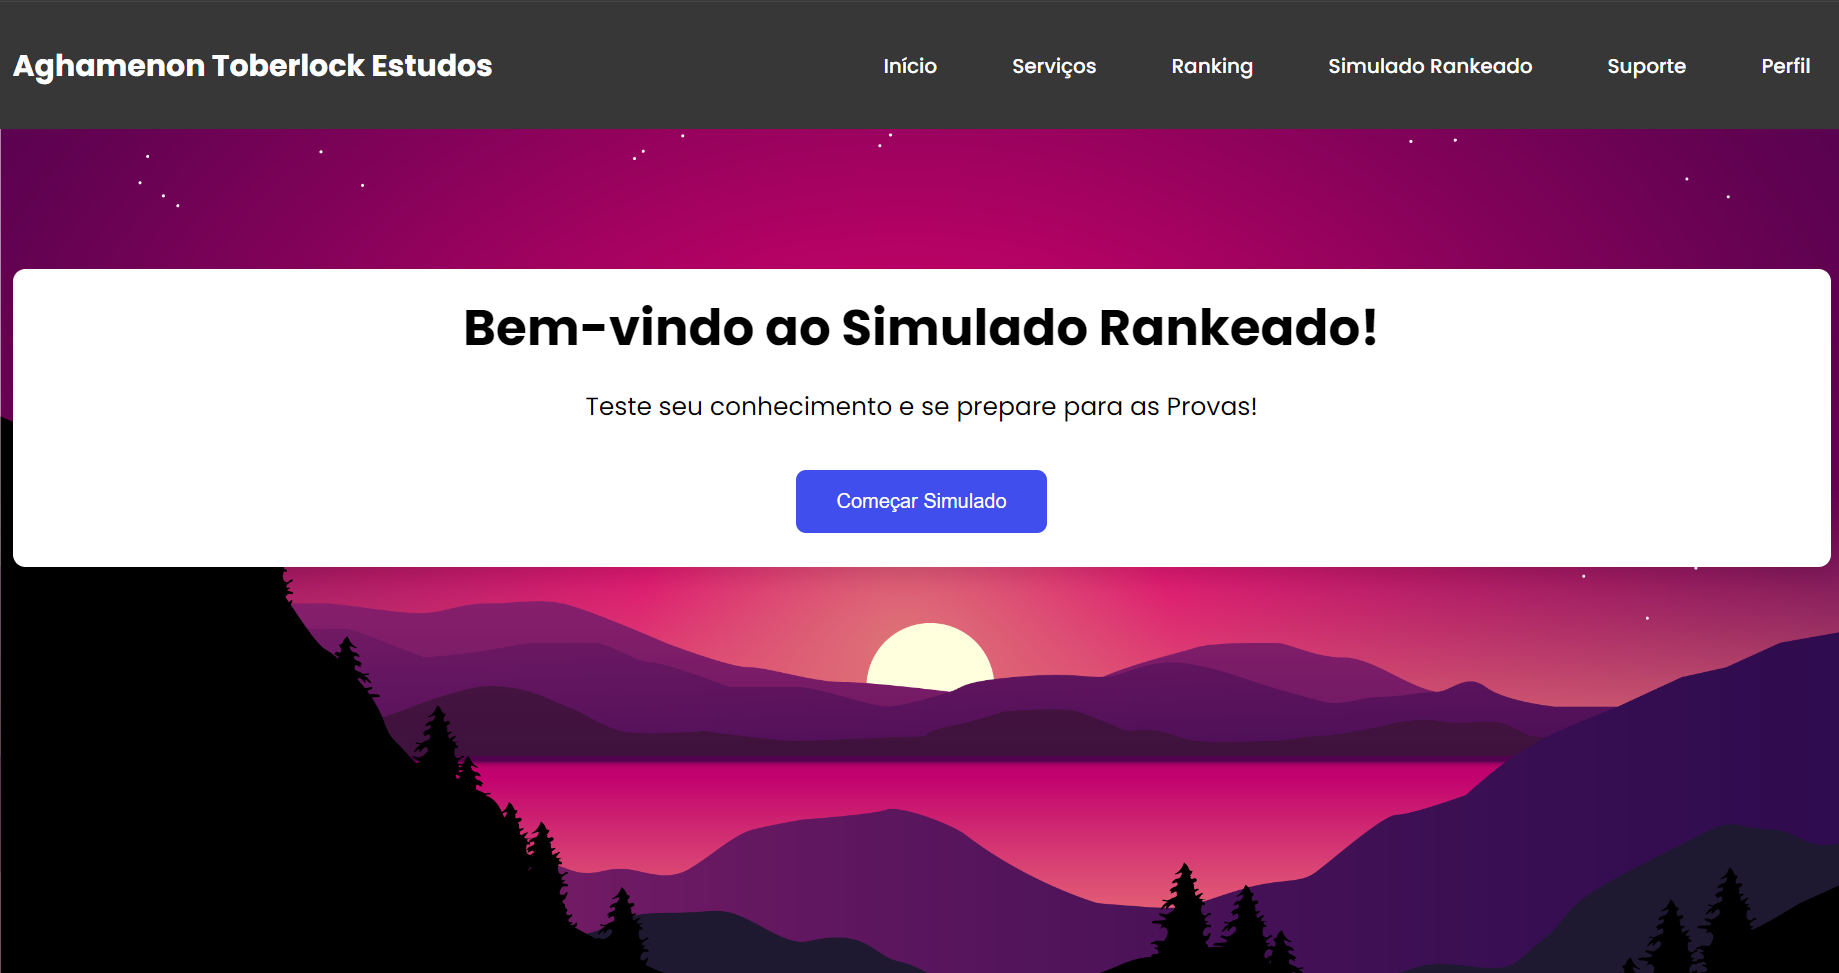 Aghamenon Toberlock Estudos
Início
Serviços
Ranking
Simulado Rankeado
Suporte
Perfil
Bem-vindo ao Simulado Rankeado!
Teste seu conhecimento e se prepare para as Provas!
Começar Simulado